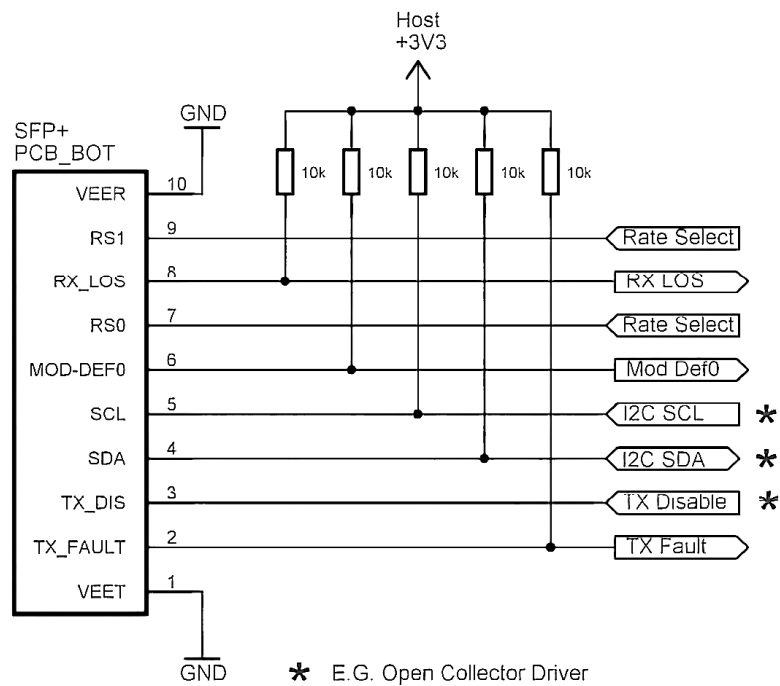 Host
+3V3
GND
SFP+
PCB_BOT
10k 10k 10k 10k 10k
VEER 10
RS1 9 Rate Select
RX_LOS 8 RX LOS
RS0 7 Rate Select
MOD-DEF0 6 Mod Def0
SCL 5 I2C SCL *
SDA 4 I2C SDA *
TX_DIS 3 TX Disable *
TX_FAULT 2 TX Fault
VEET 1
GND * E.G. Open Collector Driver